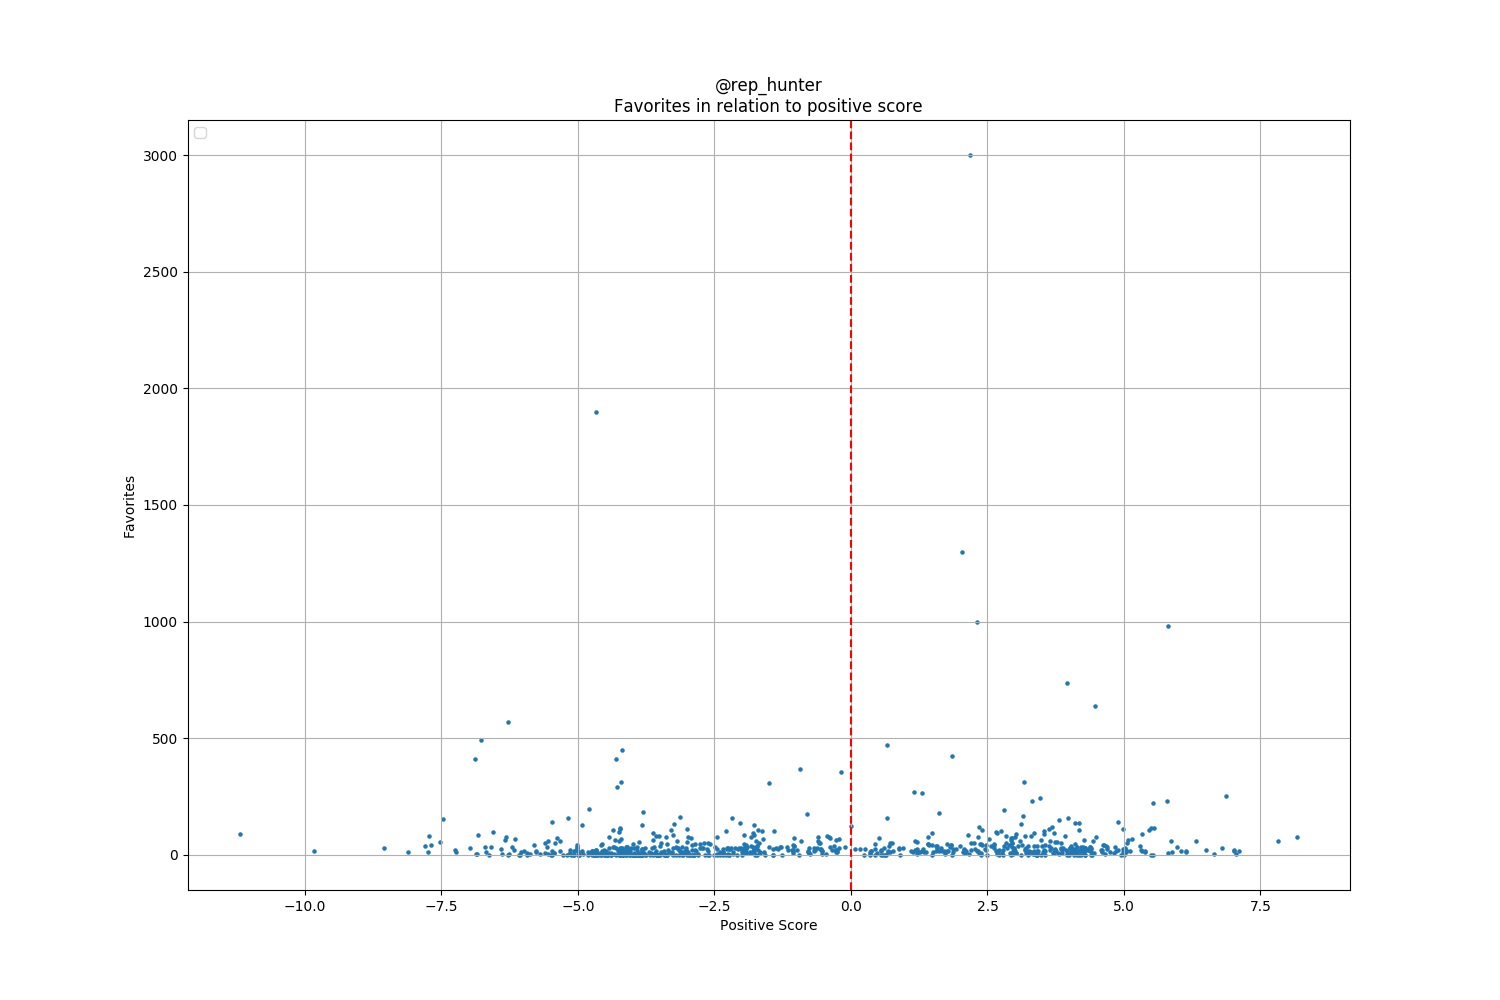 @rep_hunter
Favorites in relation to positive score
3000
2500
2000
1500
1000
500
0
Favorites
−10.0 −7.5 −5.0 −2.5 0.0 2.5 5.0 7.5
Positive Score